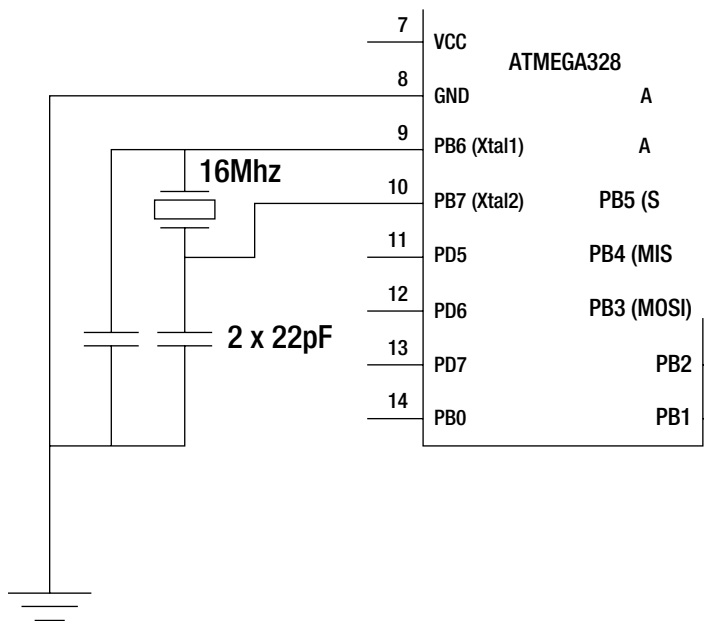 7
VCC
ATMEGA328
8
GND
A
9
PB6 (Xtal1)
A
16Mhz
10
PB7 (Xtal2)
PB5 (S
11
PD5
PB4 (MIS
12
PD6
PB3 (MOSI)
2 x 22pF
13
PD7
PB2
14
PB0
PB1